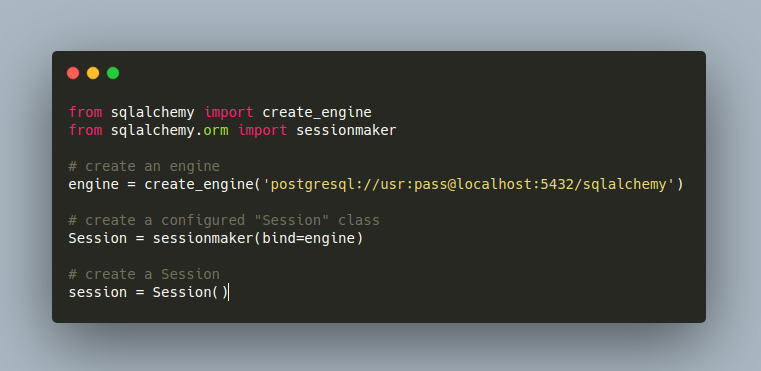 from sqlalchemy import create_engine
from sqlalchemy.orm import sessionmaker
# create an engine
engine = create_engine('postgresql://usr:pass@localhost:5432/sqlalchemy')
# create a configured "Session" class
Session = sessionmaker(bind=engine)
# create a Session
session = Session()